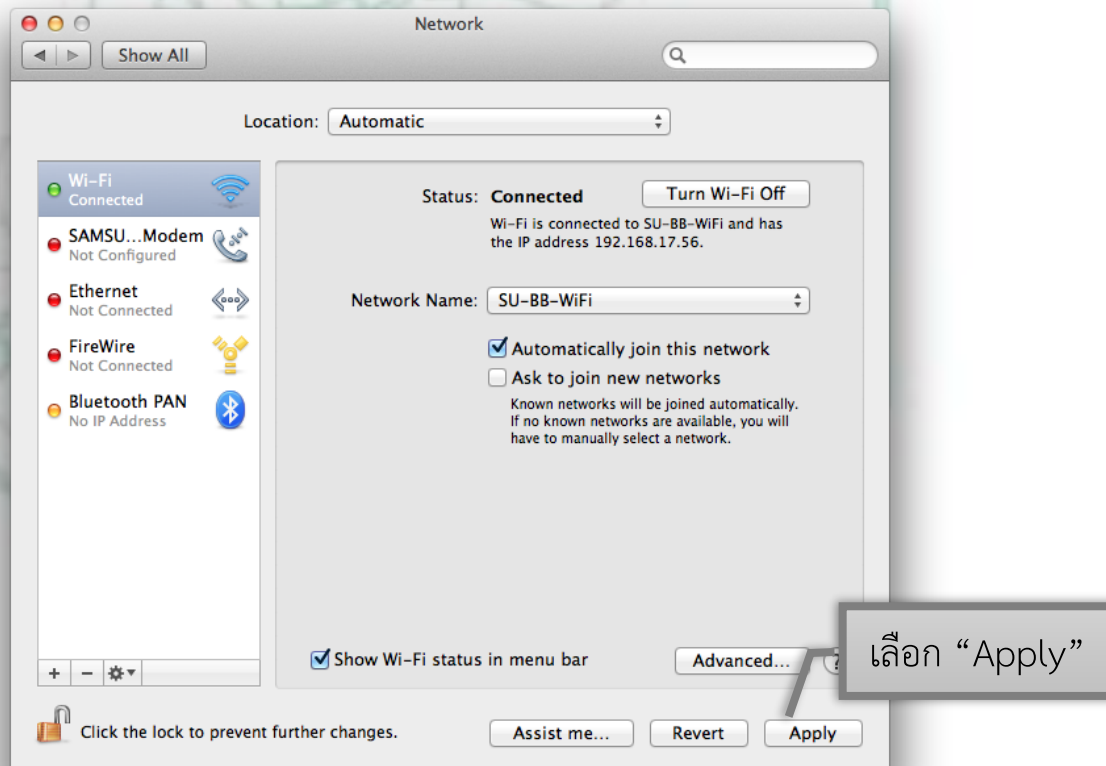 Network
Show All
Location: Automatic
Wi-Fi
Connected
SAMSU...Modem
Not Configured
Ethernet
Not Connected
FireWire
Not Connected
Bluetooth PAN
No IP Address
Status: Connected
Turn Wi-Fi Off
Wi-Fi is connected to SU-BB-WiFi and has
the IP address 192.168.17.56.
Network Name: SU-BB-WiFi
Automatically join this network
Ask to join new networks
Known networks will be joined automatically.
If no known networks are available, you will
have to manually select a network.
Show Wi-Fi status in menu bar
Advanced...
?
เลือก “Apply”
+ −
Click the lock to prevent further changes.
Assist me...
Revert
Apply